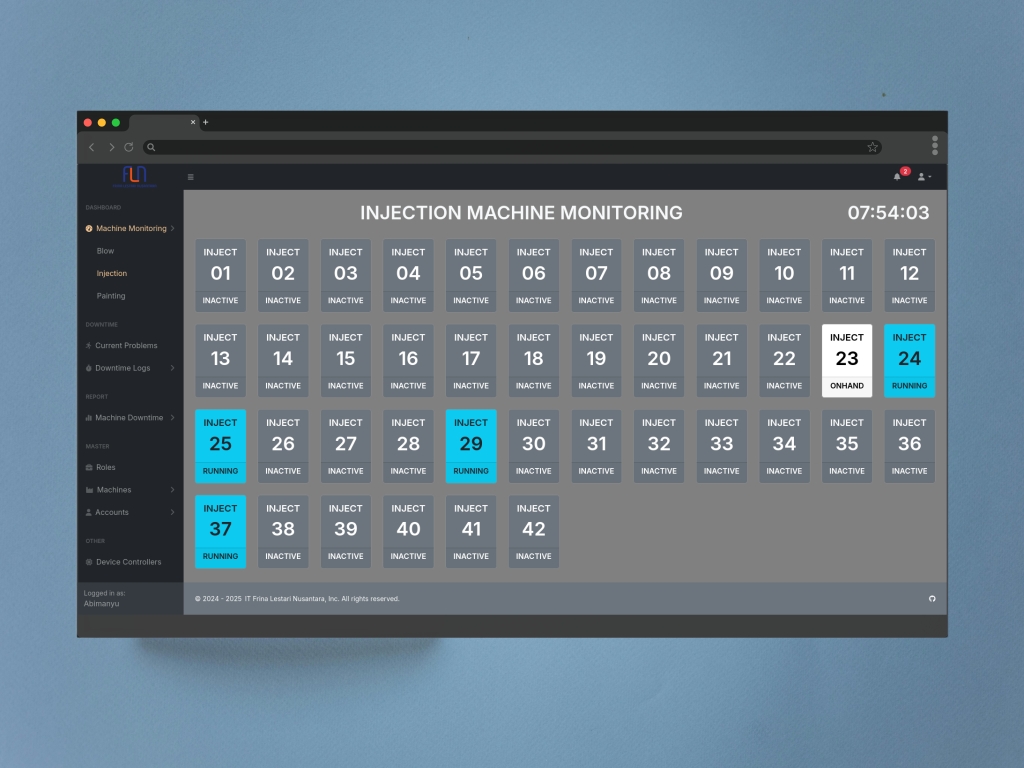 FLN
2
DASHBOARD
Machine Monitoring
Blow
Injection
Painting
DOWNTIME
Current Problems
Downtime Logs
REPORT
Machine Downtime
MASTER
Roles
Machines
Accounts
OTHER
Device Controllers
Logged in as:
Abimanyu
INJECTION MACHINE MONITORING
07:54:03
INJECT INJECT INJECT INJECT INJECT INJECT INJECT INJECT INJECT INJECT INJECT INJECT
01 02 03 04 05 06 07 08 09 10 11 12
INACTIVE INACTIVE INACTIVE INACTIVE INACTIVE INACTIVE INACTIVE INACTIVE INACTIVE INACTIVE INACTIVE INACTIVE
INJECT INJECT INJECT INJECT INJECT INJECT INJECT INJECT INJECT INJECT INJECT INJECT
13 14 15 16 17 18 19 20 21 22 23 24
INACTIVE INACTIVE INACTIVE INACTIVE INACTIVE INACTIVE INACTIVE INACTIVE INACTIVE INACTIVE ONHAND RUNNING
INJECT INJECT INJECT INJECT INJECT INJECT INJECT INJECT INJECT INJECT INJECT INJECT
25 26 27 28 29 30 31 32 33 34 35 36
RUNNING INACTIVE INACTIVE INACTIVE RUNNING INACTIVE INACTIVE INACTIVE INACTIVE INACTIVE INACTIVE INACTIVE
INJECT INJECT INJECT INJECT INJECT INJECT
37 38 39 40 41 42
RUNNING INACTIVE INACTIVE INACTIVE INACTIVE INACTIVE
© 2024 - 2025 IT Frina Lestari Nusantara, Inc. All rights reserved.